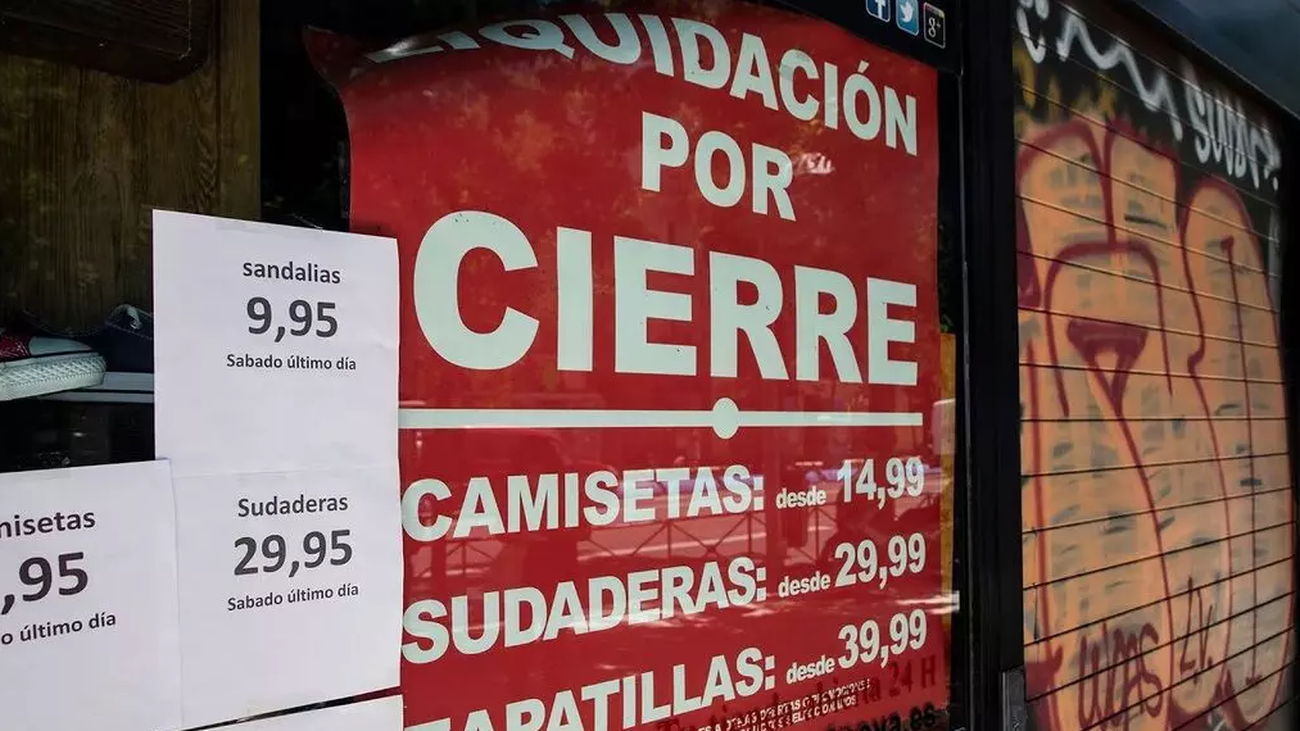 LIQUIDACIÓN
POR
CIERRE
CAMISETAS: desde 14,99
SUDADERAS: desde 29,99
ZAPATILLAS: desde 39,99
sandalias
9,95
Sabado último día
Sudaderas
29,95
Sabado último día
misetas
,95
o último día
24 H